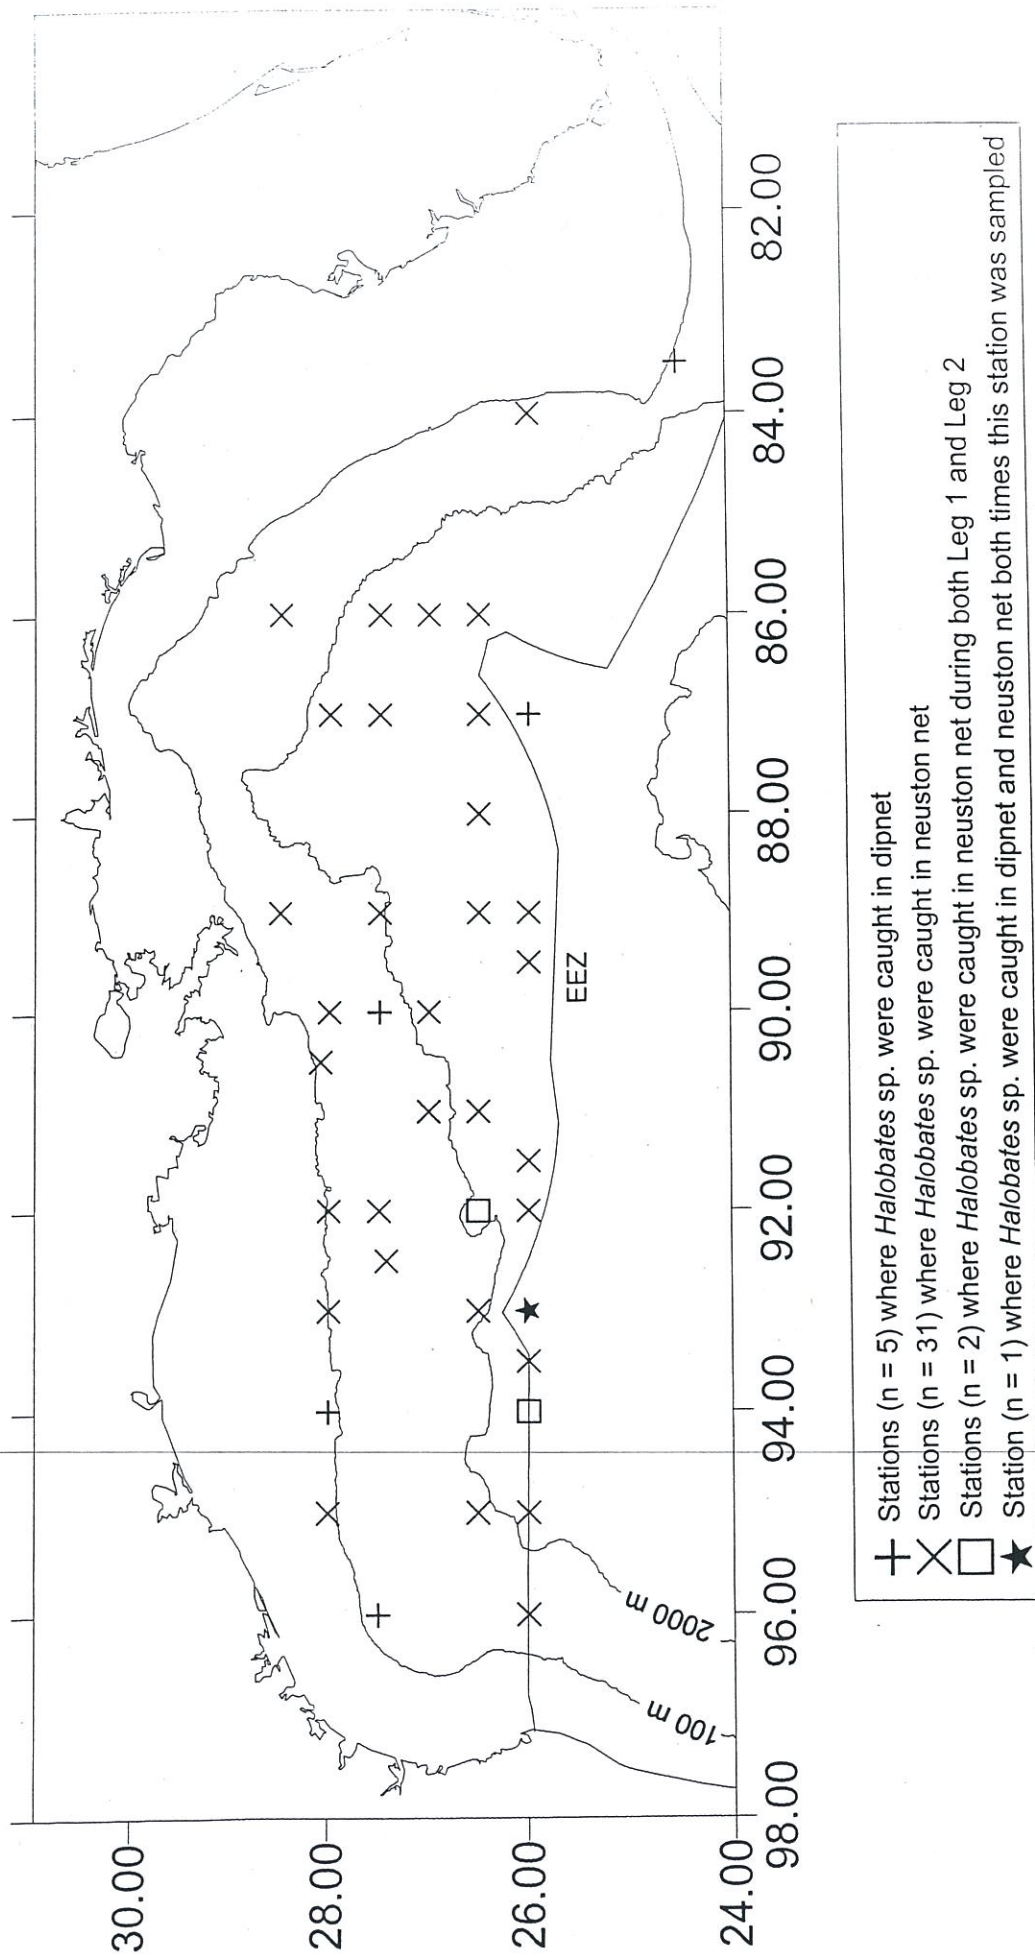 30.00
28.00
26.00
24.00
98.00
96.00
94.00
92.00
90.00
88.00
86.00
84.00
82.00
EEZ
100 m
2000 m
Stations (n = 5) where Halobates sp. were caught in dipnet
Stations (n = 31) where Halobates sp. were caught in neuston net
Stations (n = 2) where Halobates sp. were caught in neuston net during both Leg 1 and Leg 2
Station (n = 1) where Halobates sp. were caught in dipnet and neuston net both times this station was sampled